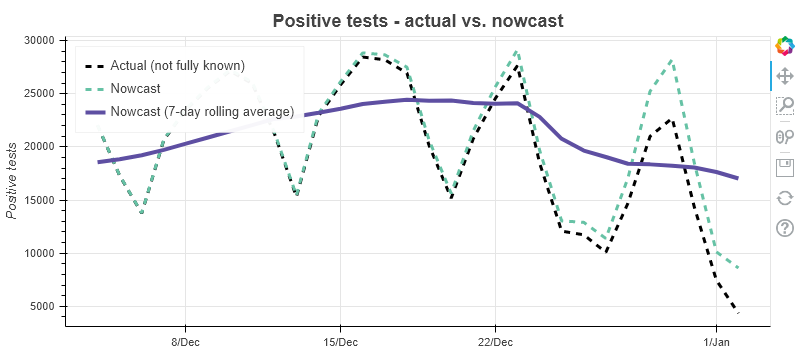 Positive tests - actual vs. nowcast
30000
25000
20000
15000
10000
5000
Positive tests
Actual (not fully known)
Nowcast
Nowcast (7-day rolling average)
8/Dec
15/Dec
22/Dec
1/Jan